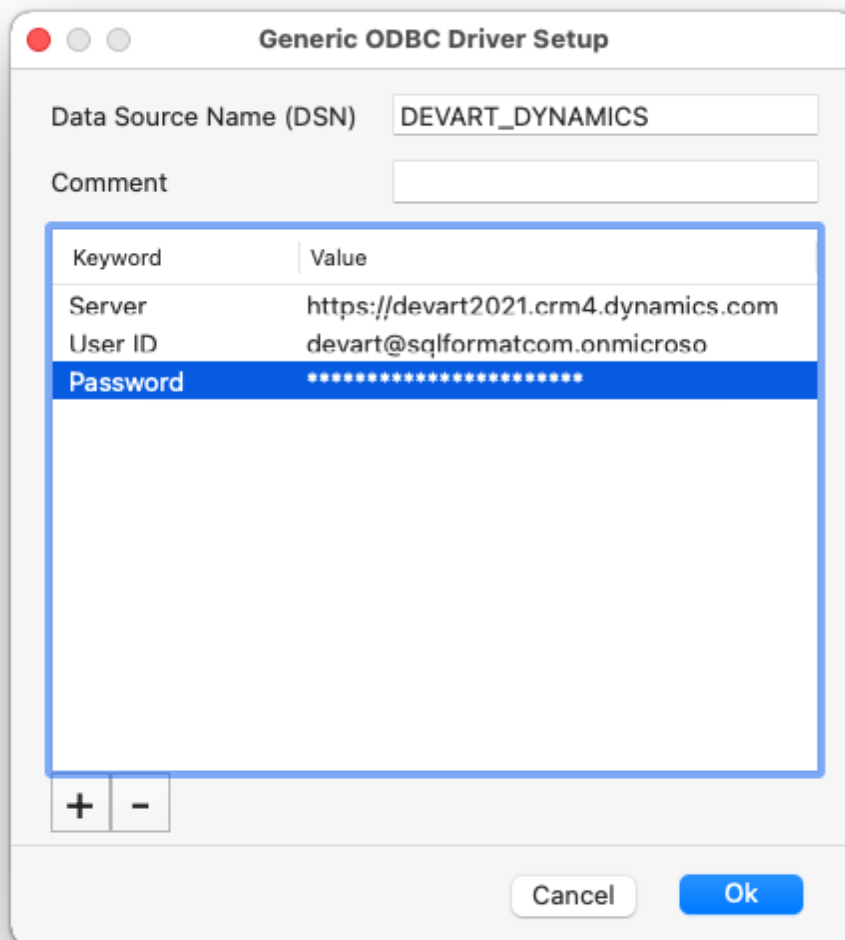 Generic ODBC Driver Setup
Data Source Name (DSN) DEVART_DYNAMICS
Comment
Keyword Value
Server https://devart2021.crm4.dynamics.com
User ID devart@sqlformatcom.onmicroso
Password ***********************
+ -
Cancel Ok